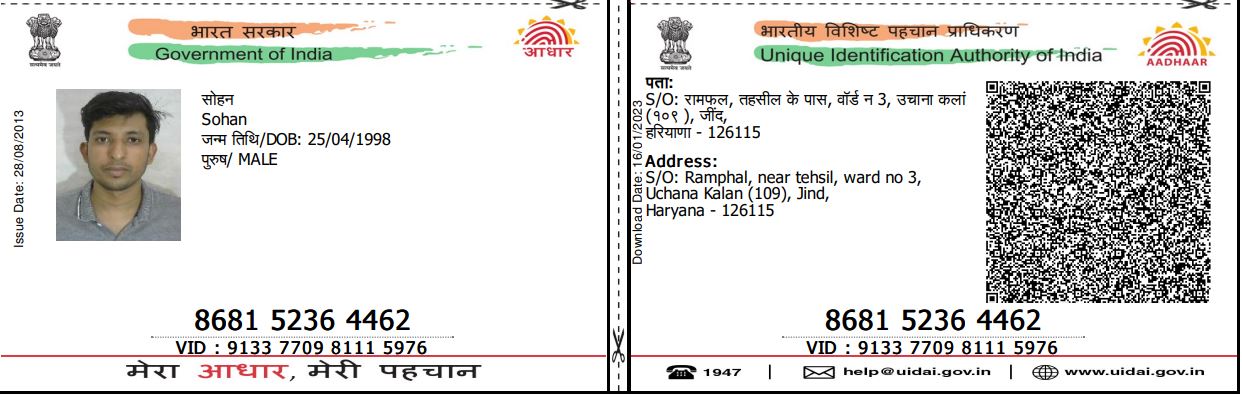 भारत सरकार
Government of India
आधार
सत्यमेव जयते
Issue Date: 28/08/2013
सोहन
Sohan
जन्म तिथि/DOB: 25/04/1998
पुरुष/ MALE
8681 5236 4462
VID : 9133 7709 8111 5976
मेरा आधार, मेरी पहचान
भारतीय विशिष्ट पहचान प्राधिकरण
Unique Identification Authority of India
AADHAAR
सत्यमेव जयते
Download Date: 16/01/2023
पता:
S/O: रामफल, तहसील के पास, वॉर्ड न 3, उचाना कलां
(१०९ ), जींद,
हरियाणा - 126115
Address:
S/O: Ramphal, near tehsil, ward no 3,
Uchana Kalan (109), Jind,
Haryana - 126115
8681 5236 4462
VID : 9133 7709 8111 5976
1947 | help@uidai.gov.in | www.uidai.gov.in